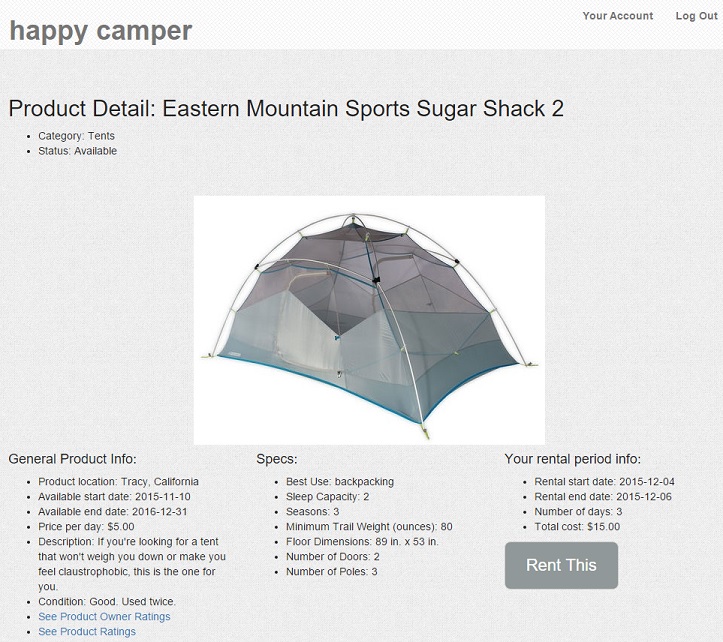 happy camper
Your Account Log Out
Product Detail: Eastern Mountain Sports Sugar Shack 2
Category: Tents
Status: Available
General Product Info:
Product location: Tracy, California
Available start date: 2015-11-10
Available end date: 2016-12-31
Price per day: $5.00
Description: If you're looking for a tent
that won't weigh you down or make you
feel claustrophobic, this is the one for
you.
Condition: Good. Used twice.
See Product Owner Ratings
See Product Ratings
Specs:
Best Use: backpacking
Sleep Capacity: 2
Seasons: 3
Minimum Trail Weight (ounces): 80
Floor Dimensions: 89 in. x 53 in.
Number of Doors: 2
Number of Poles: 3
Your rental period info:
Rental start date: 2015-12-04
Rental end date: 2015-12-06
Number of days: 3
Total cost: $15.00
Rent This